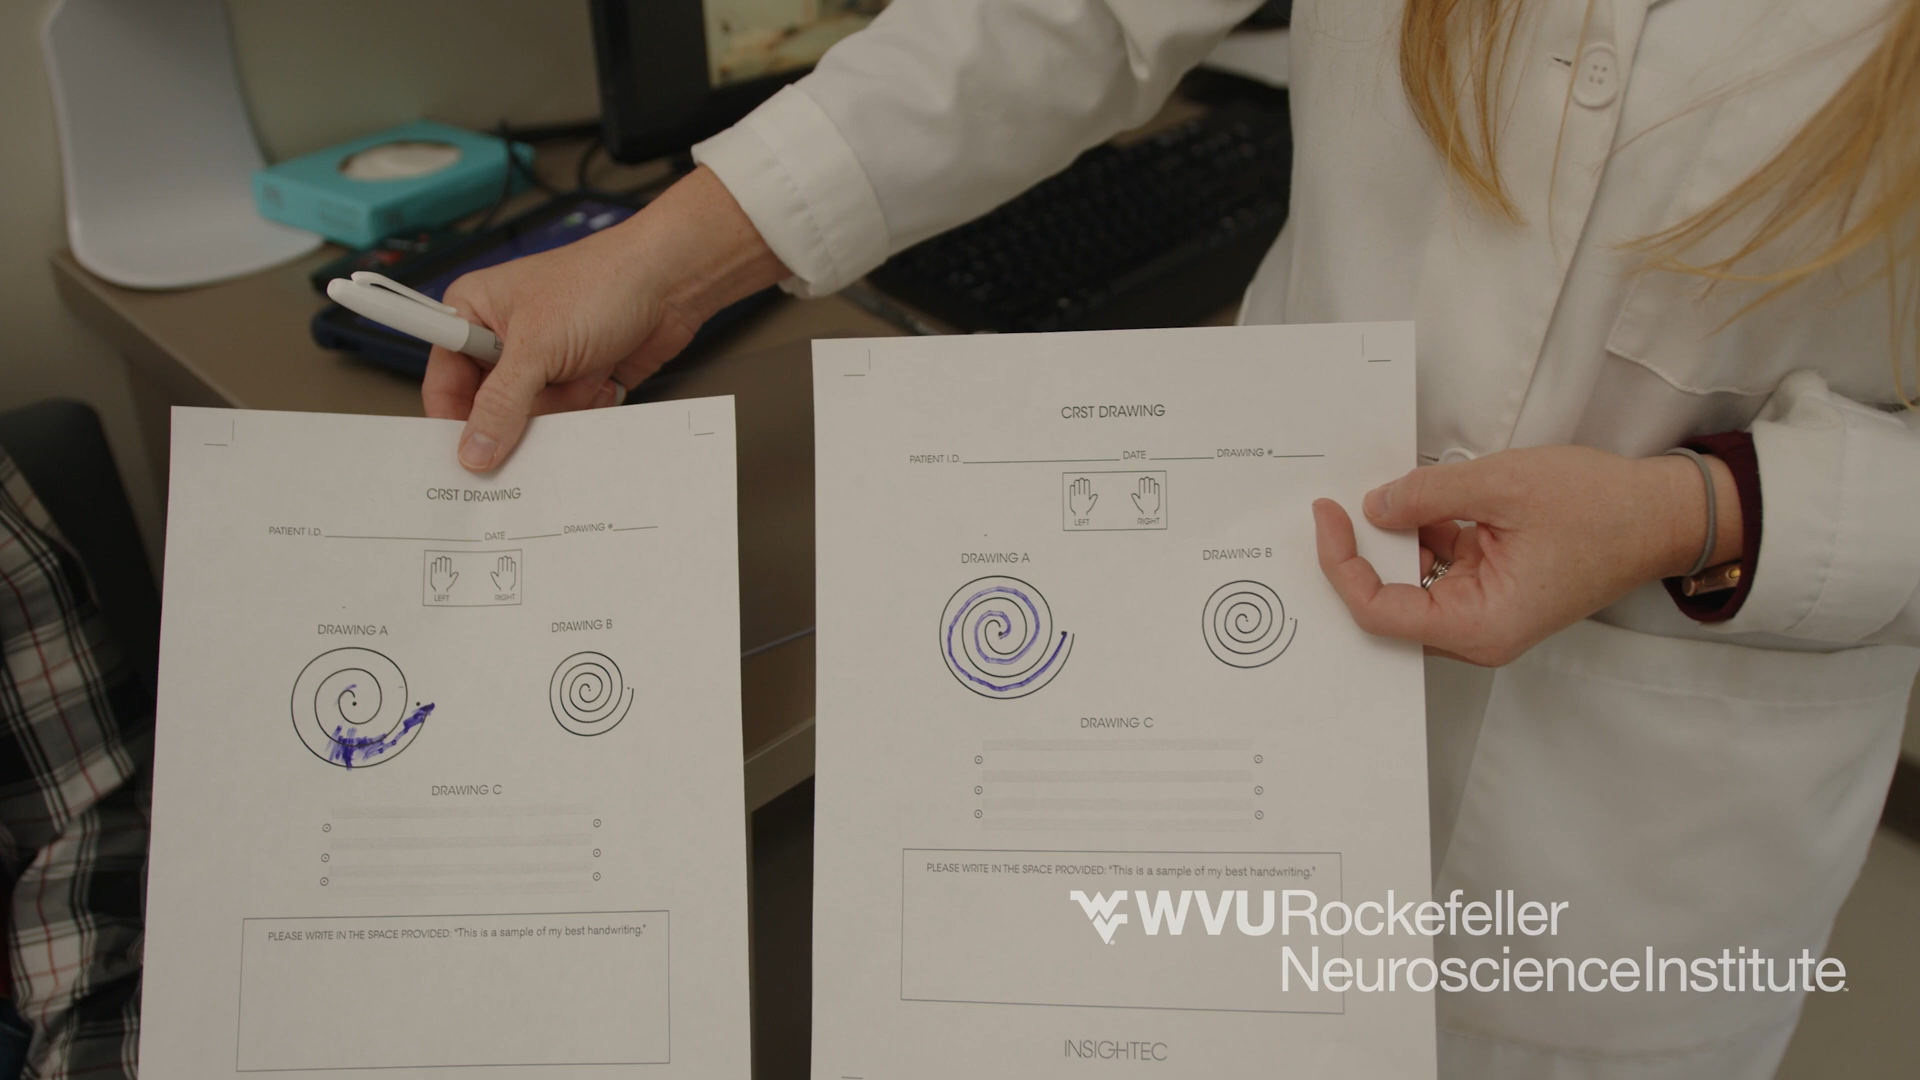 CRST DRAWING
PATIENT I.D. DATE DRAWING #
LEFT RIGHT
DRAWING A DRAWING B
DRAWING C
PLEASE WRITE IN THE SPACE PROVIDED: "This is a sample of my best handwriting."
CRST DRAWING
PATIENT I.D. DATE DRAWING #
LEFT RIGHT
DRAWING A DRAWING B
DRAWING C
PLEASE WRITE IN THE SPACE PROVIDED: "This is a sample of my best handwriting."
INSIGHTEC
WVU Rockefeller
NeuroscienceInstitute